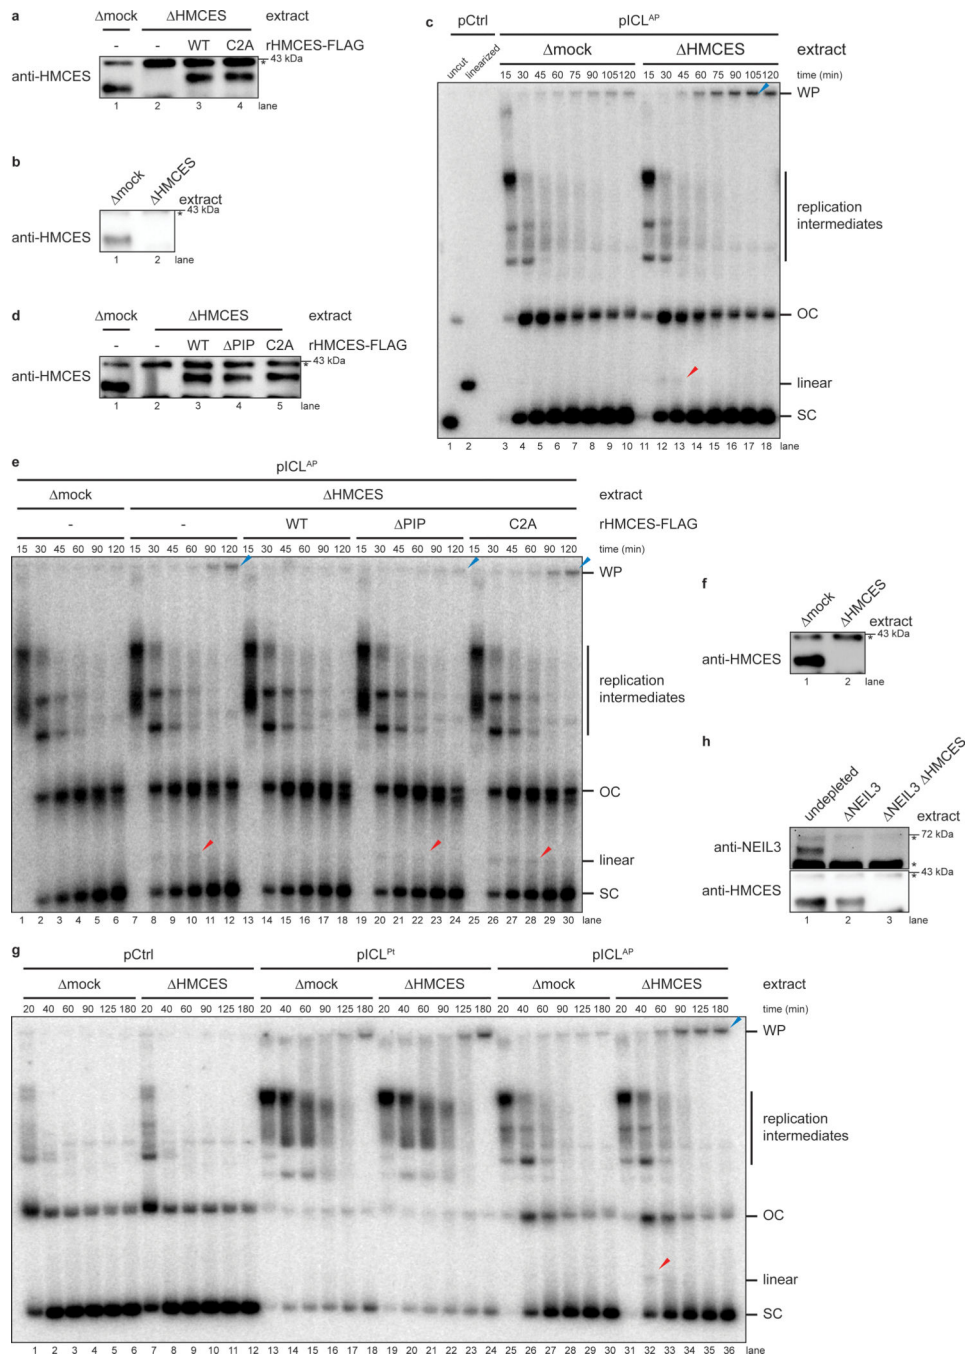 a
Δmock ΔHMCES extract
- - WT C2A rHMCES-FLAG
anti-HMCES 43 kDa
*
1 2 3 4 lane
b
Δmock ΔHMCES extract
anti-HMCES 43 kDa
*
1 2 lane
c
pCtrl pICL^AP
uncut linearized Δmock ΔHMCES extract
15 30 45 60 75 90 105 120 15 30 45 60 75 90 105 120 time (min)
WP
replication
intermediates
OC
linear
SC
1 2 3 4 5 6 7 8 9 10 11 12 13 14 15 16 17 18 lane
d
Δmock ΔHMCES extract
- - WT ΔPIP C2A rHMCES-FLAG
anti-HMCES 43 kDa
*
1 2 3 4 5 lane
e
pICL^AP
Δmock ΔHMCES extract
- - WT ΔPIP C2A rHMCES-FLAG
15 30 45 60 90 120 15 30 45 60 90 120 15 30 45 60 90 120 15 30 45 60 90 120 15 30 45 60 90 120 time (min)
WP
replication
intermediates
OC
linear
SC
1 2 3 4 5 6 7 8 9 10 11 12 13 14 15 16 17 18 19 20 21 22 23 24 25 26 27 28 29 30 lane
f
Δmock ΔHMCES extract
anti-HMCES 43 kDa
*
1 2 lane
h
undepleted ΔNEIL3 ΔNEIL3 ΔHMCES extract
anti-NEIL3 72 kDa
*
*
anti-HMCES 43 kDa
*
1 2 3 lane
g
pCtrl pICL^Pt pICL^AP
Δmock ΔHMCES Δmock ΔHMCES Δmock ΔHMCES extract
20 40 60 90 125 180 20 40 60 90 125 180 20 40 60 90 125 180 20 40 60 90 125 180 20 40 60 90 125 180 20 40 60 90 125 180 time (min)
WP
replication
intermediates
OC
linear
SC
1 2 3 4 5 6 7 8 9 10 11 12 13 14 15 16 17 18 19 20 21 22 23 24 25 26 27 28 29 30 31 32 33 34 35 36 lane